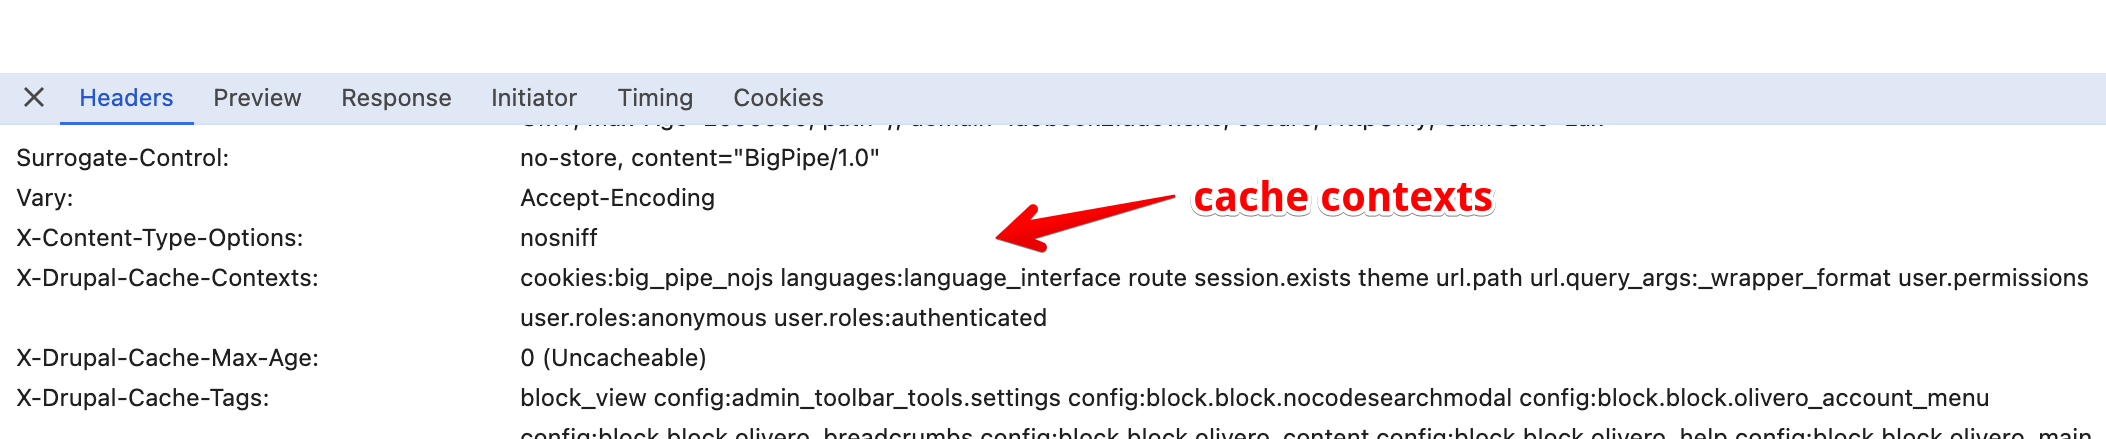 Headers Preview Response Initiator Timing Cookies
Surrogate-Control: no-store, content="BigPipe/1.0"
Vary: Accept-Encoding
cache contexts
X-Content-Type-Options: nosniff
X-Drupal-Cache-Contexts: cookies:big_pipe_nojs languages:language_interface route session.exists theme url.path url.query_args:_wrapper_format user.permissions
user.roles:anonymous user.roles:authenticated
X-Drupal-Cache-Max-Age: 0 (Uncacheable)
X-Drupal-Cache-Tags: block_view config:admin_toolbar_tools.settings config:block.block.nocodesearchmodal config:block.block.olivero_account_menu
config:block.block.olivero_breadcrumbs config:block.block.olivero_content config:block.block.olivero_help config:block.block.olivero_main